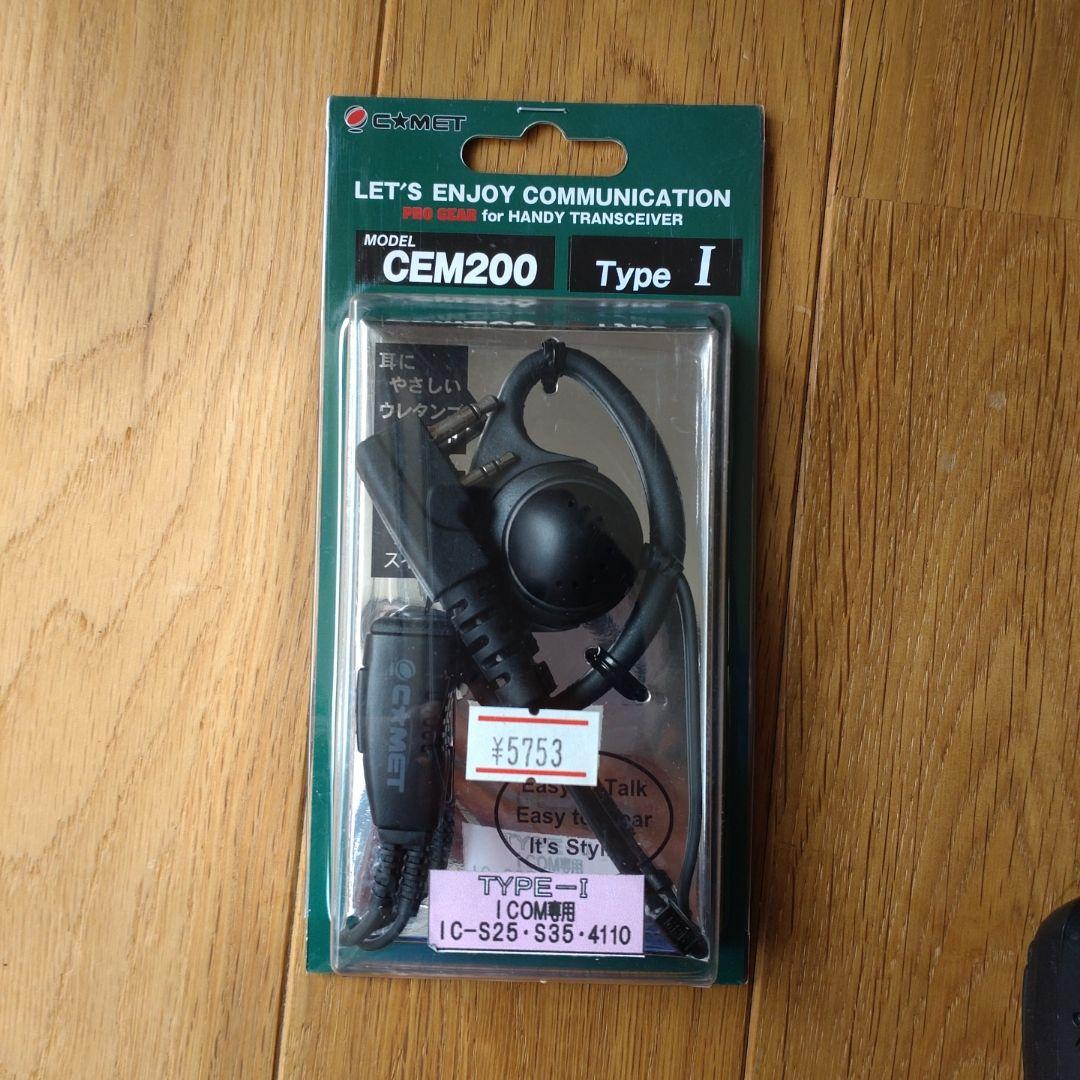 C★MET
LET'S ENJOY COMMUNICATION
PRO GEAR for HANDY TRANSCEIVER
MODEL
CEM200
Type I
耳に
やさしい
ウレタン
C★MET
¥5753
Easy Talk
Easy to
It's
TYPE-I
ICOM専用
IC-S25・S35・4110